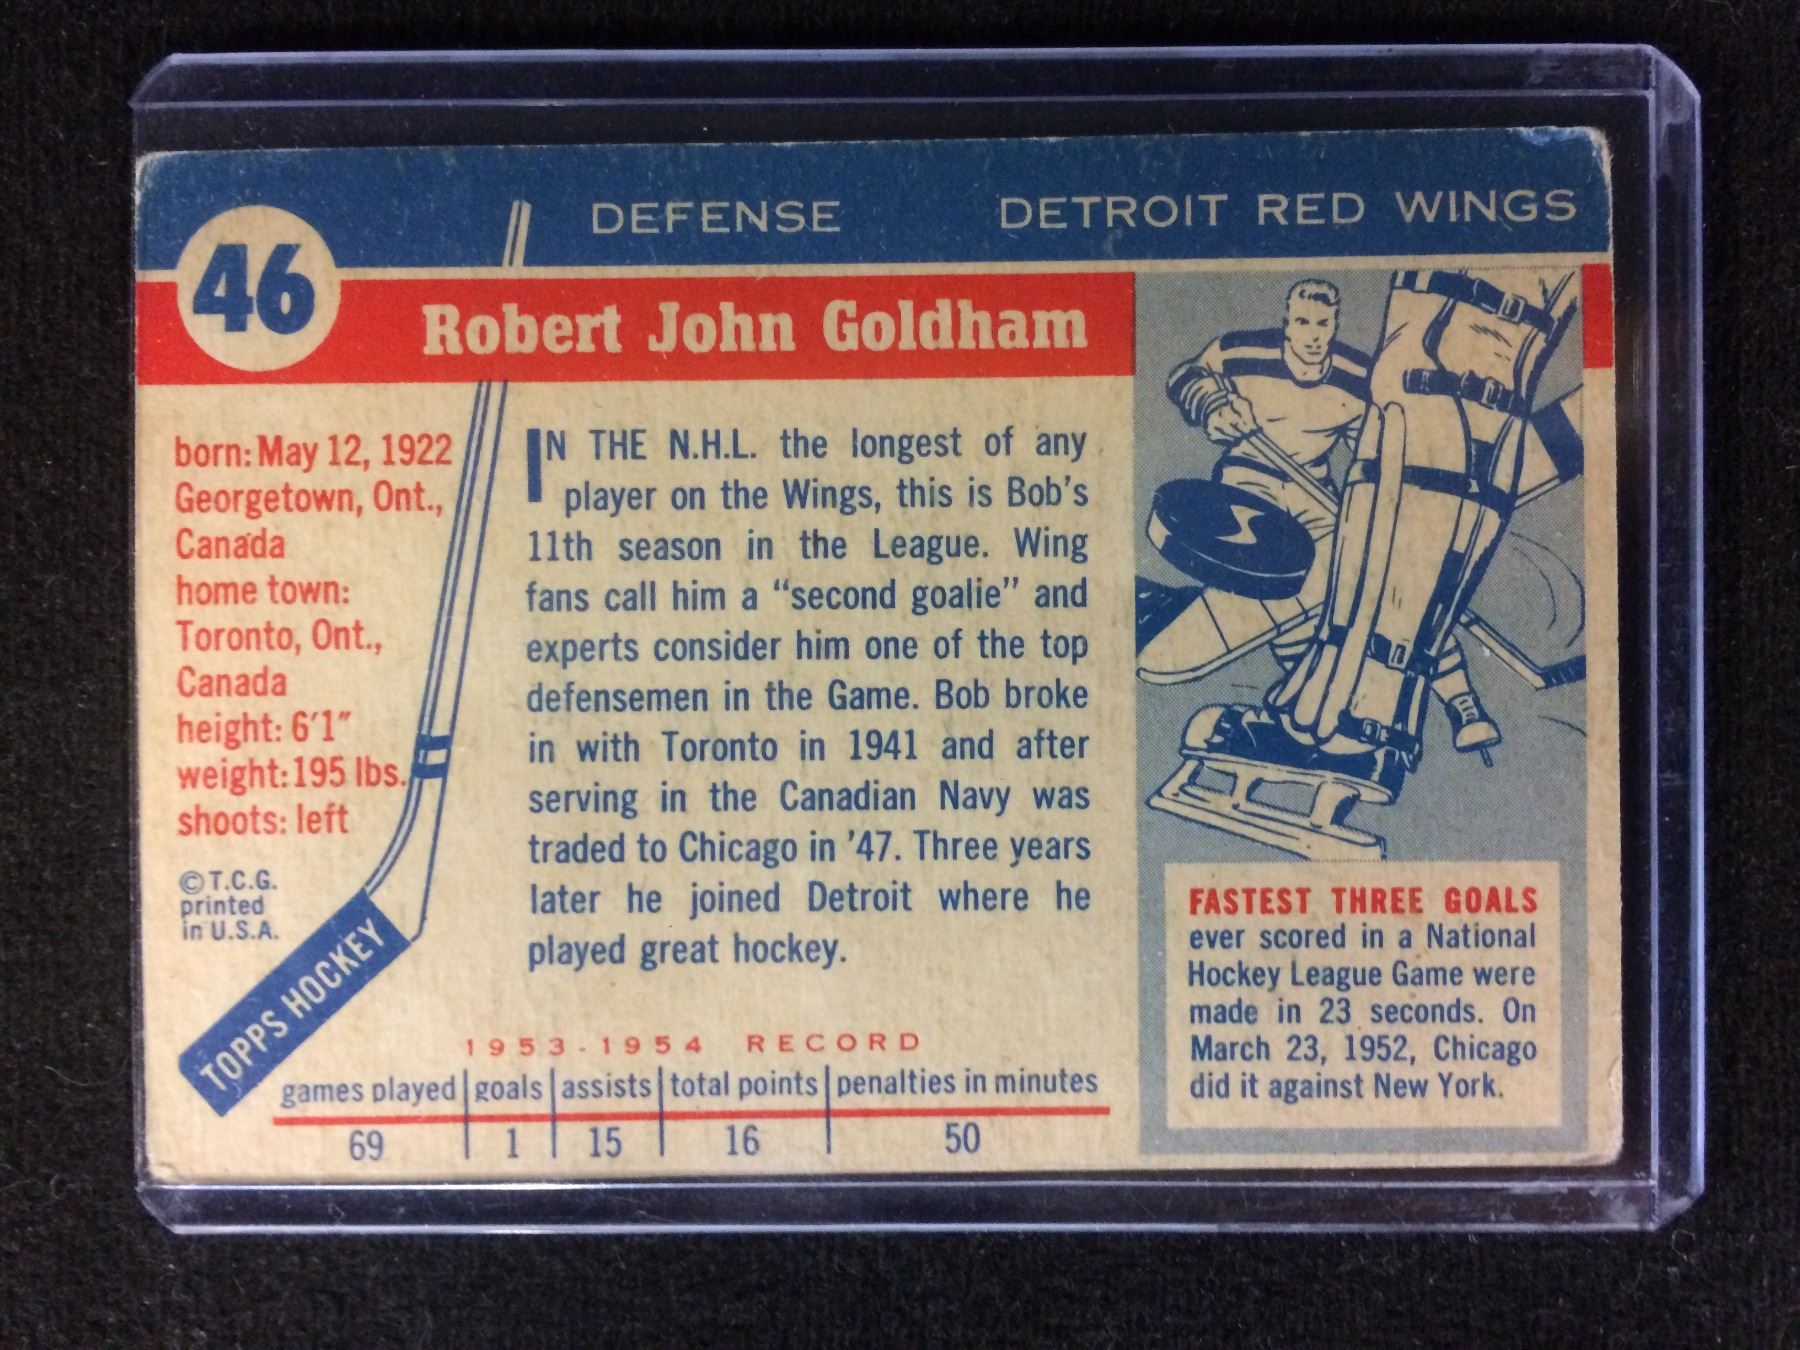 46
DEFENSE
DETROIT RED WINGS
Robert John Goldham
born: May 12, 1922
Georgetown, Ont.,
Canada
home town:
Toronto, Ont.,
Canada
height: 6'1"
weight: 195 lbs.
shoots: left
© T.C.G.
printed
in U.S.A.
TOPPS HOCKEY
IN THE N.H.L. the longest of any
player on the Wings, this is Bob's
11th season in the League. Wing
fans call him a "second goalie" and
experts consider him one of the top
defensemen in the Game. Bob broke
in with Toronto in 1941 and after
serving in the Canadian Navy was
traded to Chicago in '47. Three years
later he joined Detroit where he
played great hockey.
1953-1954 RECORD
games played goals assists total points penalties in minutes
69 1 15 16 50
FASTEST THREE GOALS
ever scored in a National
Hockey League Game were
made in 23 seconds. On
March 23, 1952, Chicago
did it against New York.